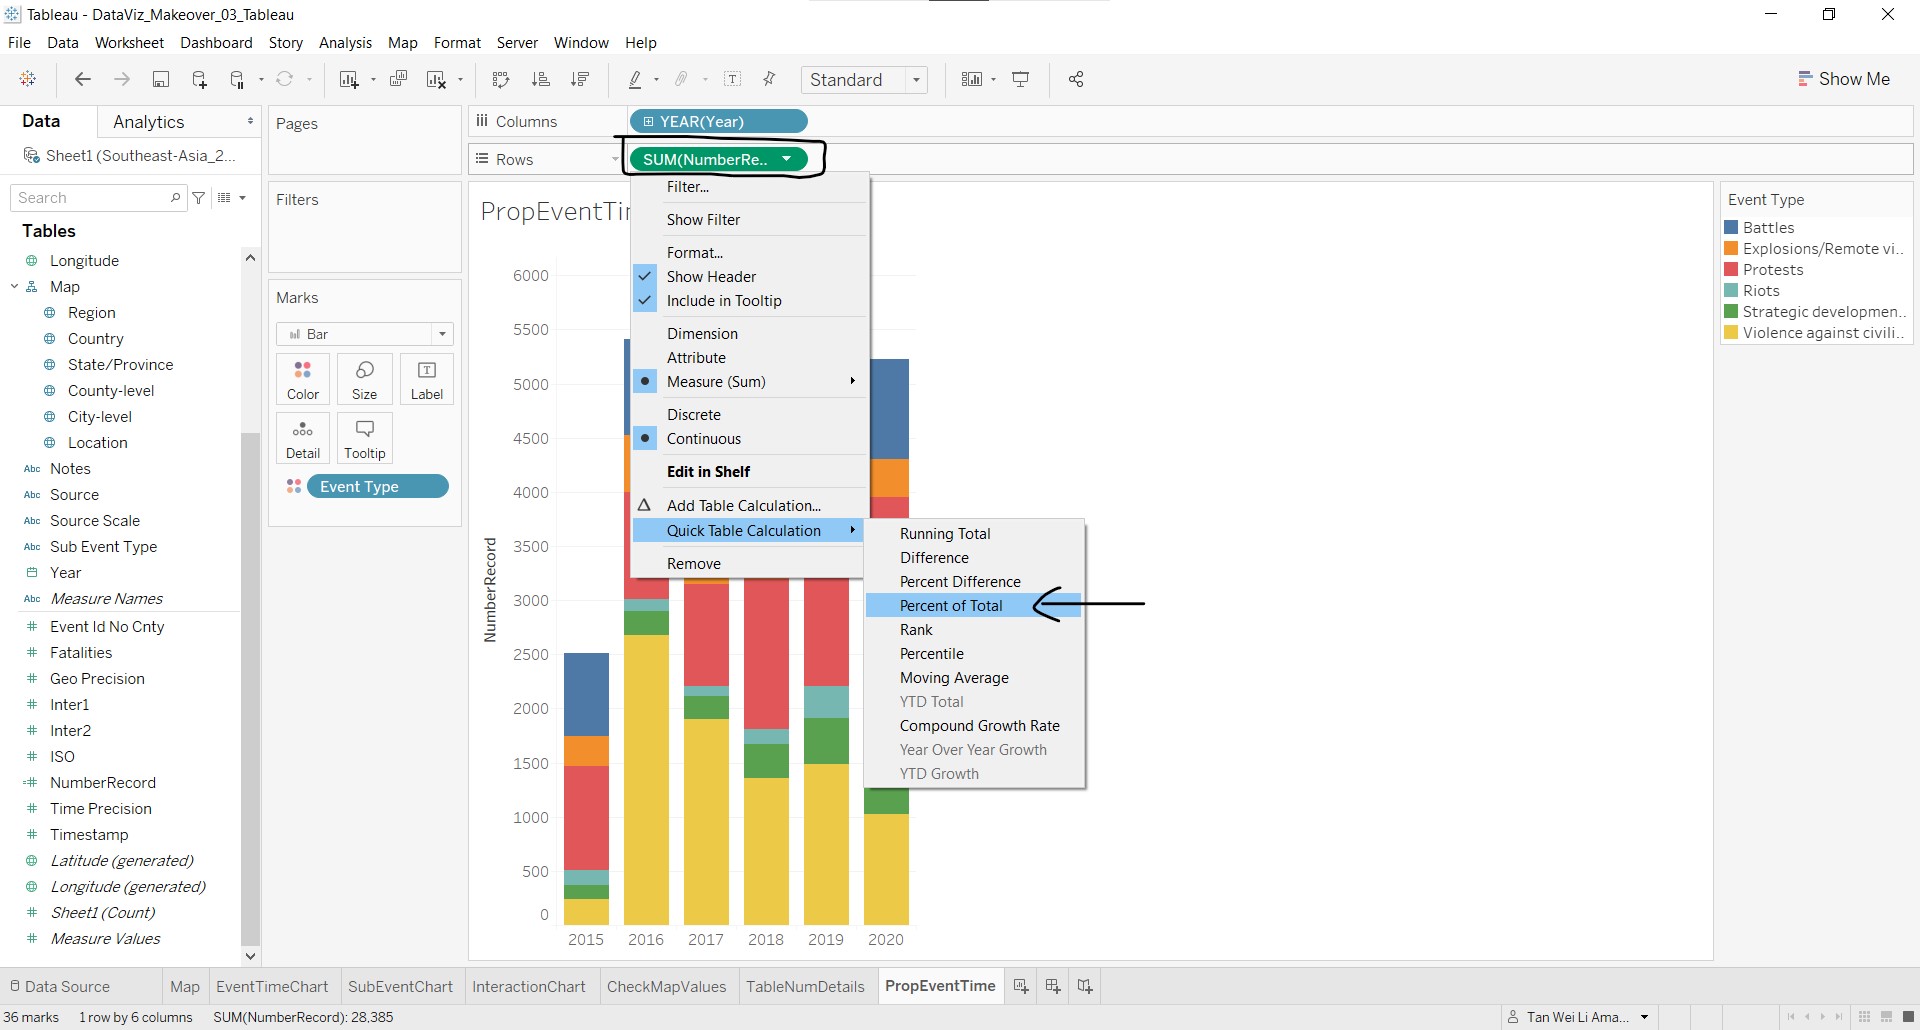 Tableau - DataViz_Makeover_03_Tableau
File Data Worksheet Dashboard Story Analysis Map Format Server Window Help
Standard
Show Me
Data Analytics
Sheet1 (Southeast-Asia_2...
Search
Tables
Longitude
Map
Region
Country
State/Province
County-level
City-level
Location
Abc Notes
Abc Source
Abc Source Scale
Abc Sub Event Type
Year
Abc Measure Names
# Event Id No Cnty
# Fatalities
# Geo Precision
# Inter1
# Inter2
# ISO
=# NumberRecord
# Time Precision
# Timestamp
Latitude (generated)
Longitude (generated)
# Sheet1 (Count)
# Measure Values
Pages
Filters
Marks
Bar
Color Size Label
Detail Tooltip
Event Type
Columns YEAR(Year)
Rows SUM(NumberRe..
PropEventTi
NumberRecord
6000
5500
5000
4500
4000
3500
3000
2500
2000
1500
1000
500
0
2015 2016 2017 2018 2019 2020
Filter...
Show Filter
Format...
Show Header
Include in Tooltip
Dimension
Attribute
Measure (Sum)
Discrete
Continuous
Edit in Shelf
Add Table Calculation...
Quick Table Calculation
Remove
Running Total
Difference
Percent Difference
Percent of Total
Rank
Percentile
Moving Average
YTD Total
Compound Growth Rate
Year Over Year Growth
YTD Growth
Event Type
Battles
Explosions/Remote vi..
Protests
Riots
Strategic developmen..
Violence against civili..
Data Source Map EventTimeChart SubEventChart InteractionChart CheckMapValues TableNumDetails PropEventTime
36 marks 1 row by 6 columns SUM(NumberRecord): 28,385
Tan Wei Li Ama...